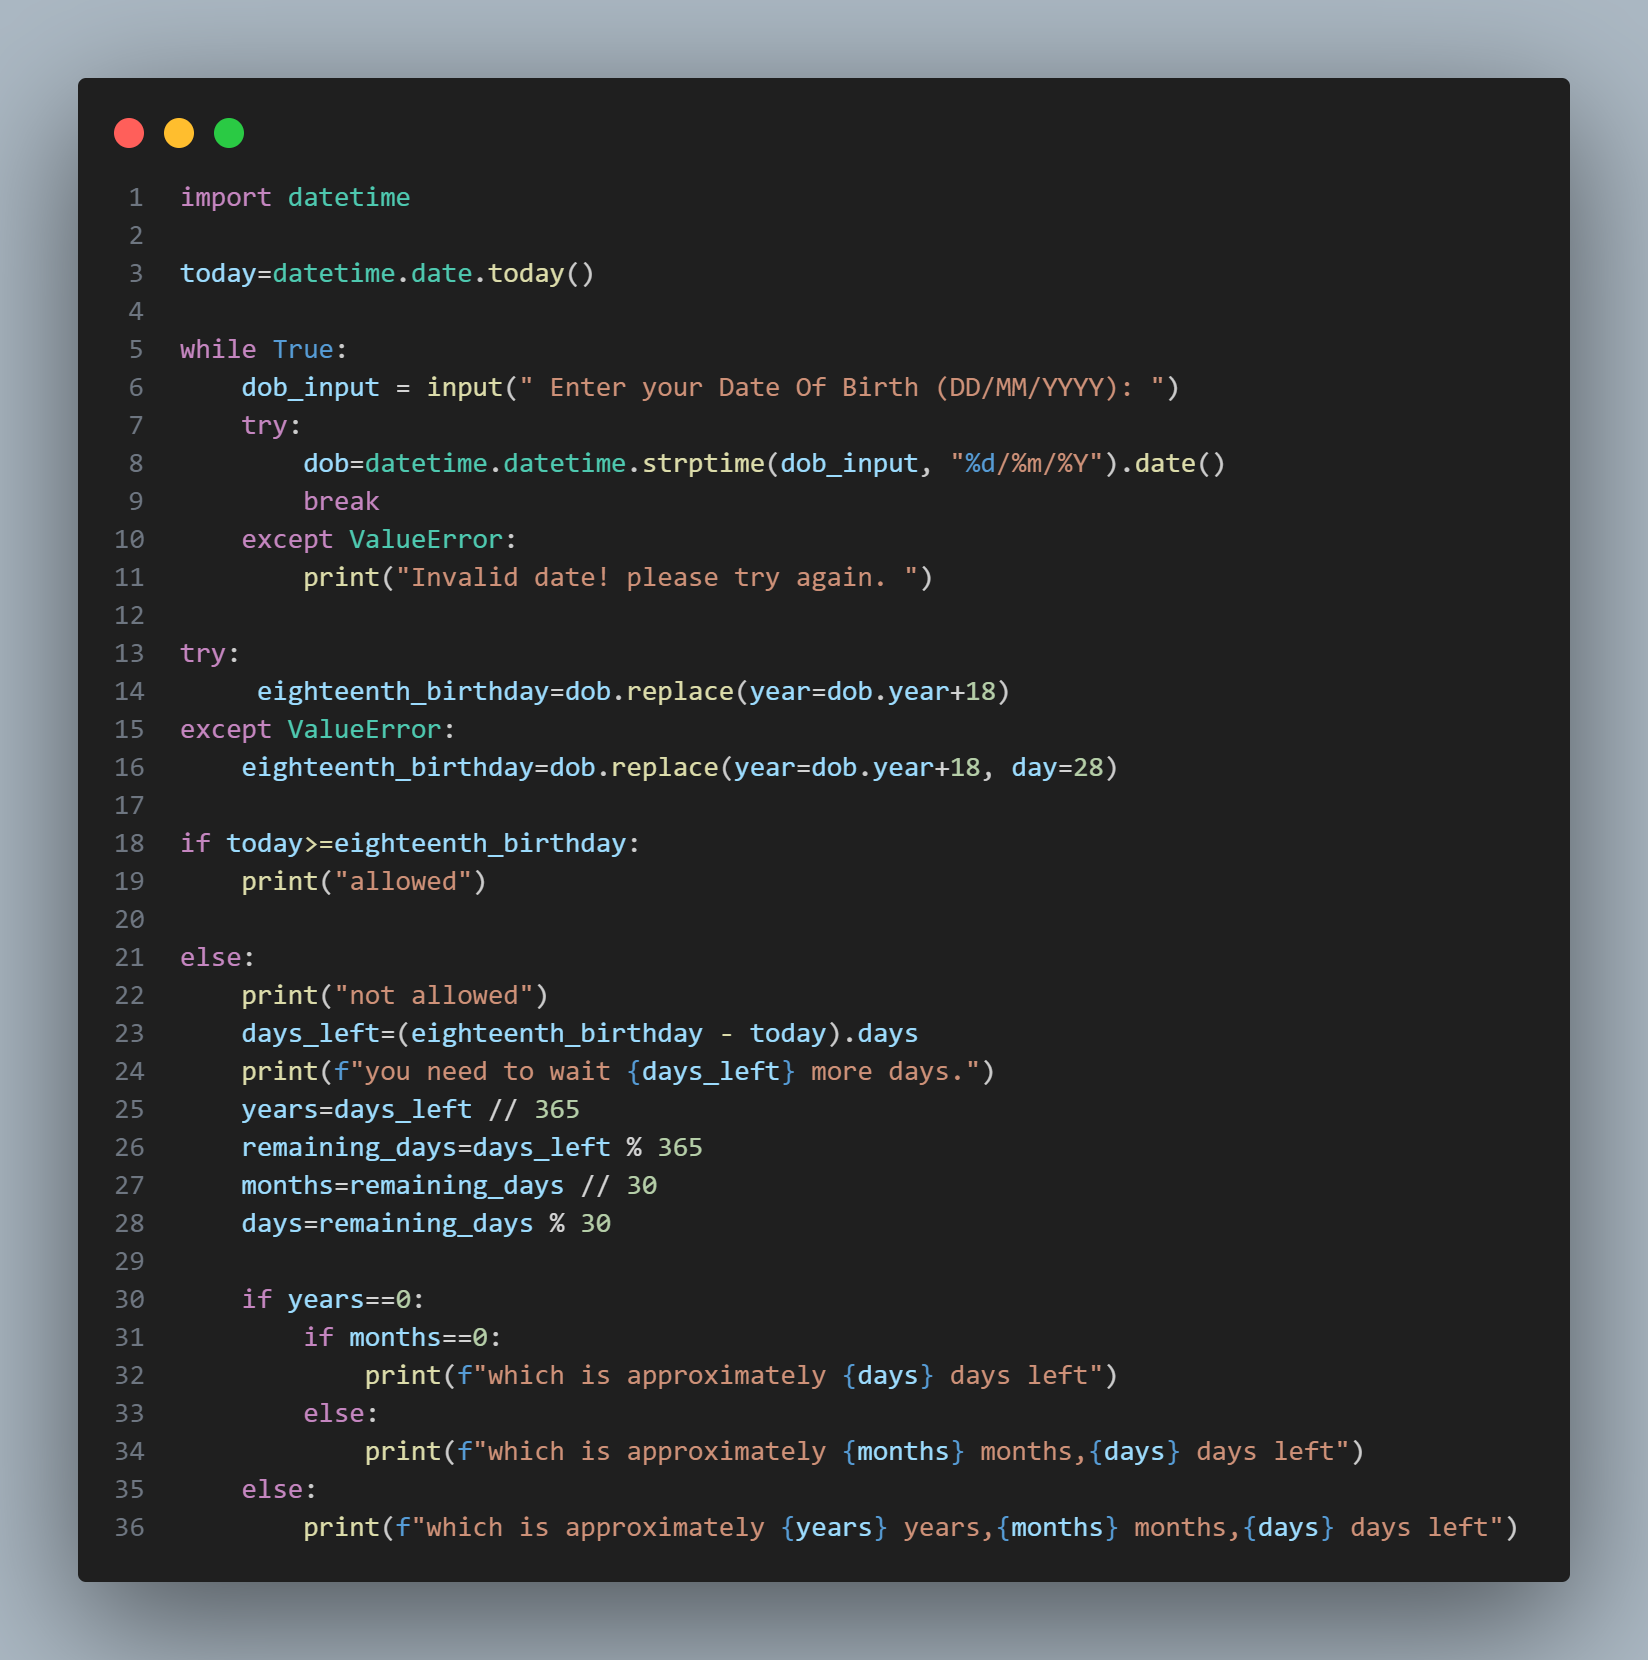 1 import datetime
2
3 today=datetime.date.today()
4
5 while True:
6     dob_input = input(" Enter your Date Of Birth (DD/MM/YYYY): ")
7     try:
8         dob=datetime.datetime.strptime(dob_input, "%d/%m/%Y").date()
9         break
10     except ValueError:
11         print("Invalid date! please try again. ")
12
13 try:
14      eighteenth_birthday=dob.replace(year=dob.year+18)
15 except ValueError:
16     eighteenth_birthday=dob.replace(year=dob.year+18, day=28)
17
18 if today>=eighteenth_birthday:
19     print("allowed")
20
21 else:
22     print("not allowed")
23     days_left=(eighteenth_birthday - today).days
24     print(f"you need to wait {days_left} more days.")
25     years=days_left // 365
26     remaining_days=days_left % 365
27     months=remaining_days // 30
28     days=remaining_days % 30
29
30     if years==0:
31         if months==0:
32             print(f"which is approximately {days} days left")
33         else:
34             print(f"which is approximately {months} months,{days} days left")
35     else:
36         print(f"which is approximately {years} years,{months} months,{days} days left")